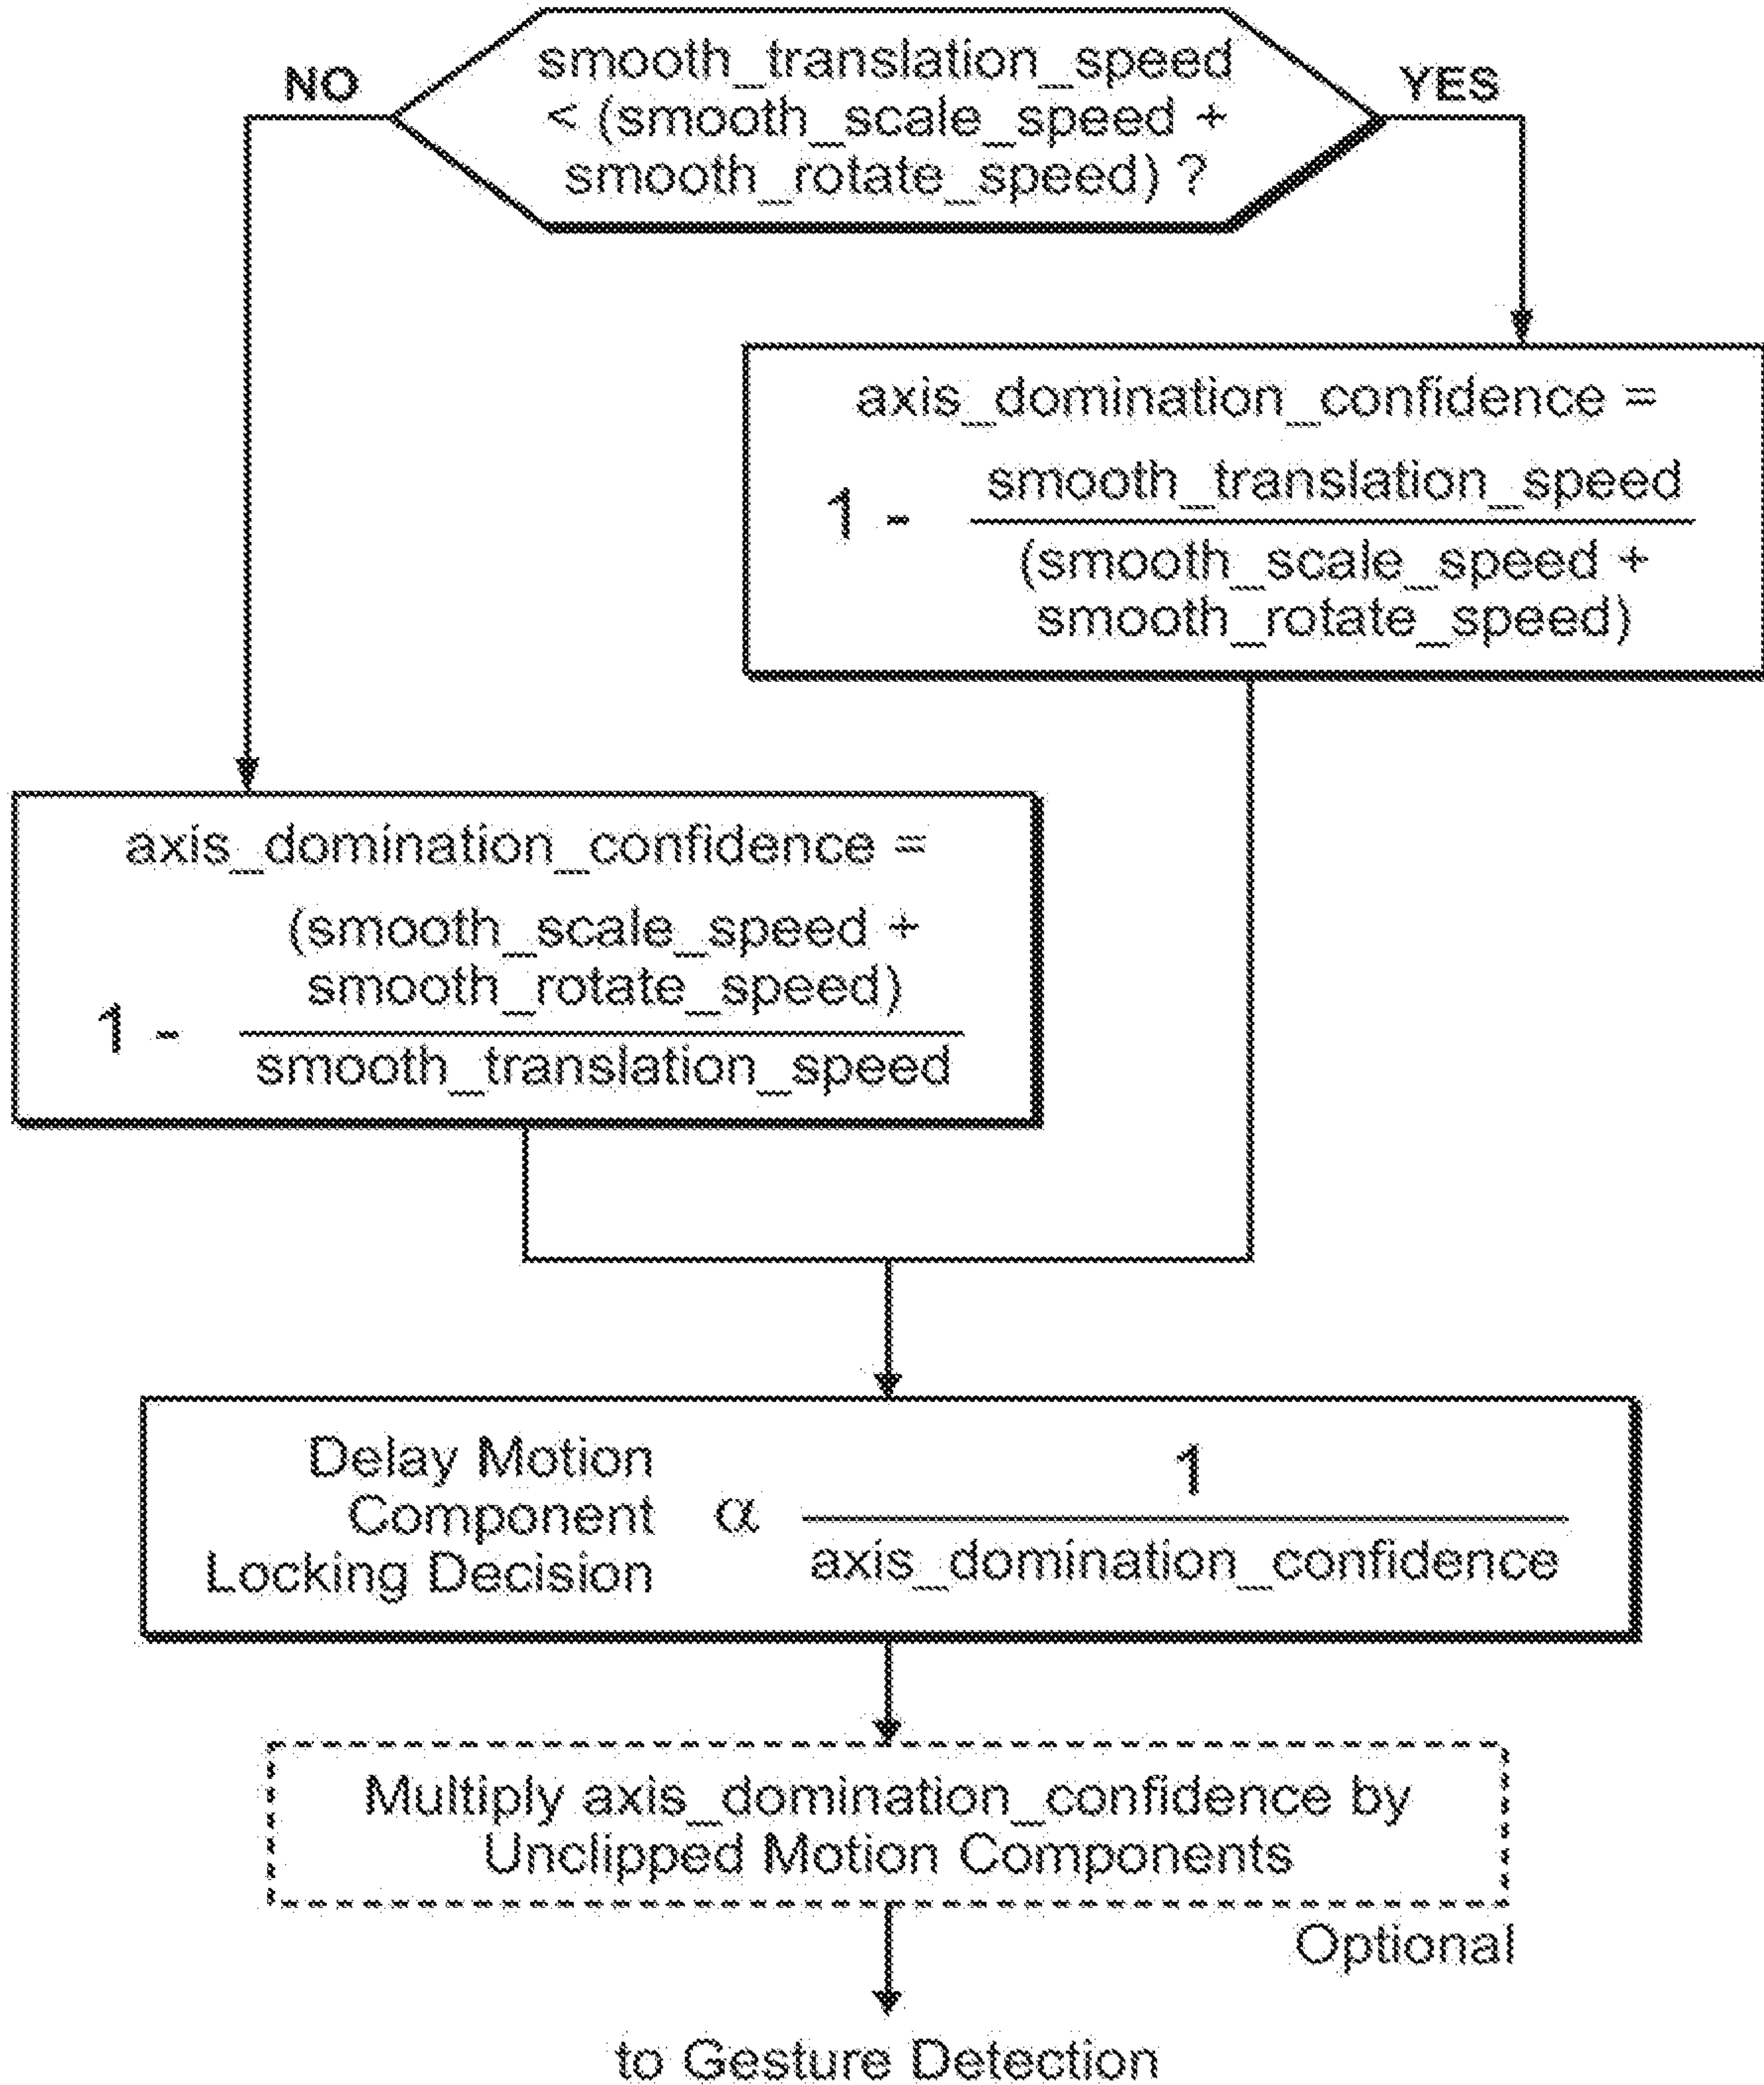 smooth_translation_speed
< (smooth_scale_speed +
smooth_rotate_speed) ?
NO
YES
axis_domination_confidence =
1 - smooth_translation_speed
(smooth_scale_speed +
smooth_rotate_speed)
axis_domination_confidence =
(smooth_scale_speed +
smooth_rotate_speed)
1 -
smooth_translation_speed
Delay Motion
Component
Locking Decision
α
1
axis_domination_confidence
Multiply axis_domination_confidence by
Unclipped Motion Components
Optional
to Gesture Detection